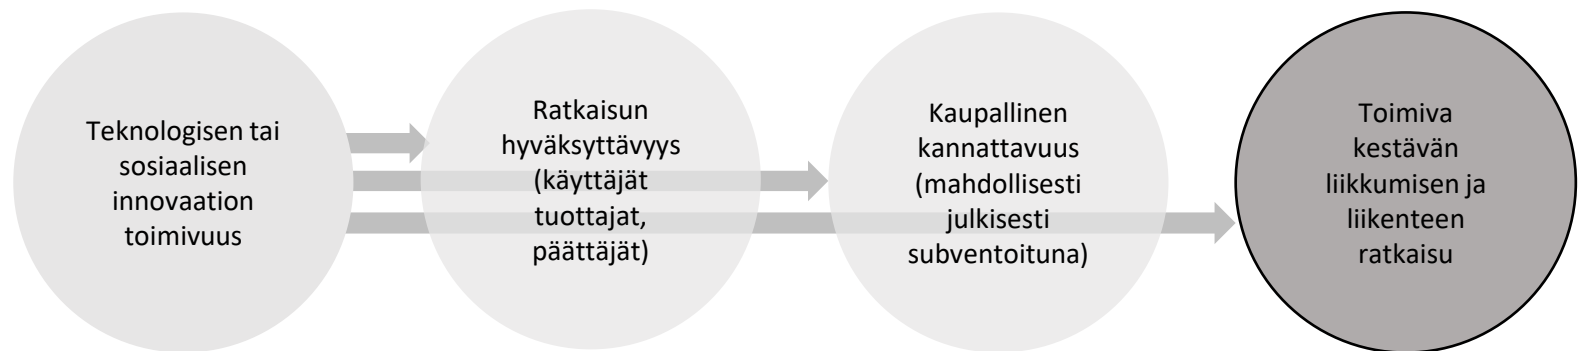 Teknologisen tai
sosiaalisen
innovaation
toimivuus
Ratkaisun
hyväksyttävyys
(käyttäjät
tuottajat,
päättäjät)
Kaupallinen
kannattavuus
(mahdollisesti
julkisesti
subventoituna)
Toimiva
kestävän
liikkumisen ja
liikenteen
ratkaisu